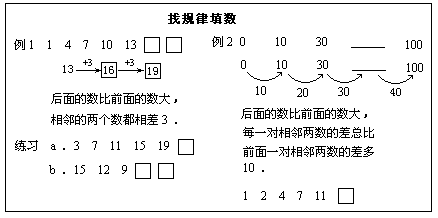 找规律填数
例1 1 4 7 10 13 □ □
13 +3 16 +3 19
后面的数比前面的数大，
相邻的两个数都相差3．
练习 a．3 7 11 15 19 □
b．15 12 9 □ □
例2 0 10 30 ____ 100
0 10 30 ____ 100
10 20 30 40
后面的数比前面的数大，
每一对相邻两数的差总比
前面一对相邻两数的差多
10．
1 2 4 7 11 □